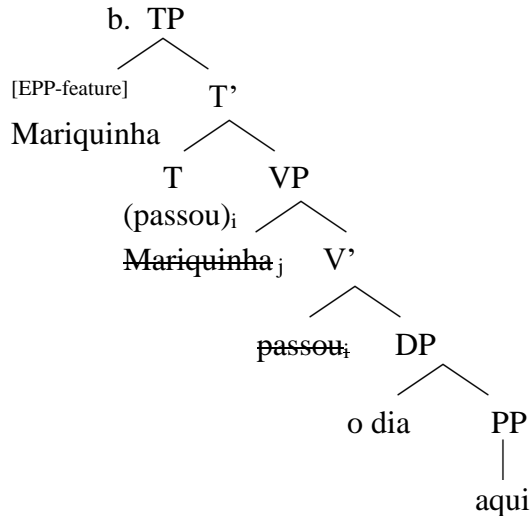 b. TP
[EPP-feature] T’
Mariquinha
T VP
(passou)i
Mariquinha j V’
passoui DP
o dia PP
aqui